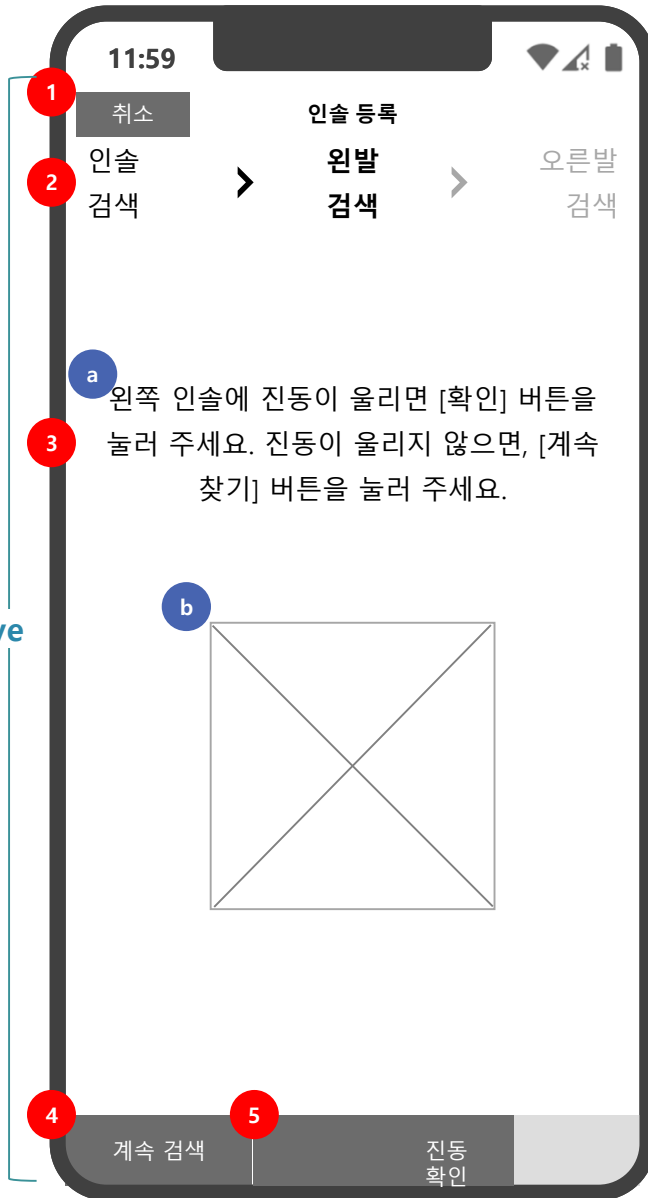 11:59
1
취소
인솔 등록
2
인솔
검색
왼발
검색
오른발
검색
a
왼쪽 인솔에 진동이 울리면 [확인] 버튼을
3
눌러 주세요. 진동이 울리지 않으면, [계속
찾기] 버튼을 눌러 주세요.
b
ve
4
계속 검색
5
진동
확인